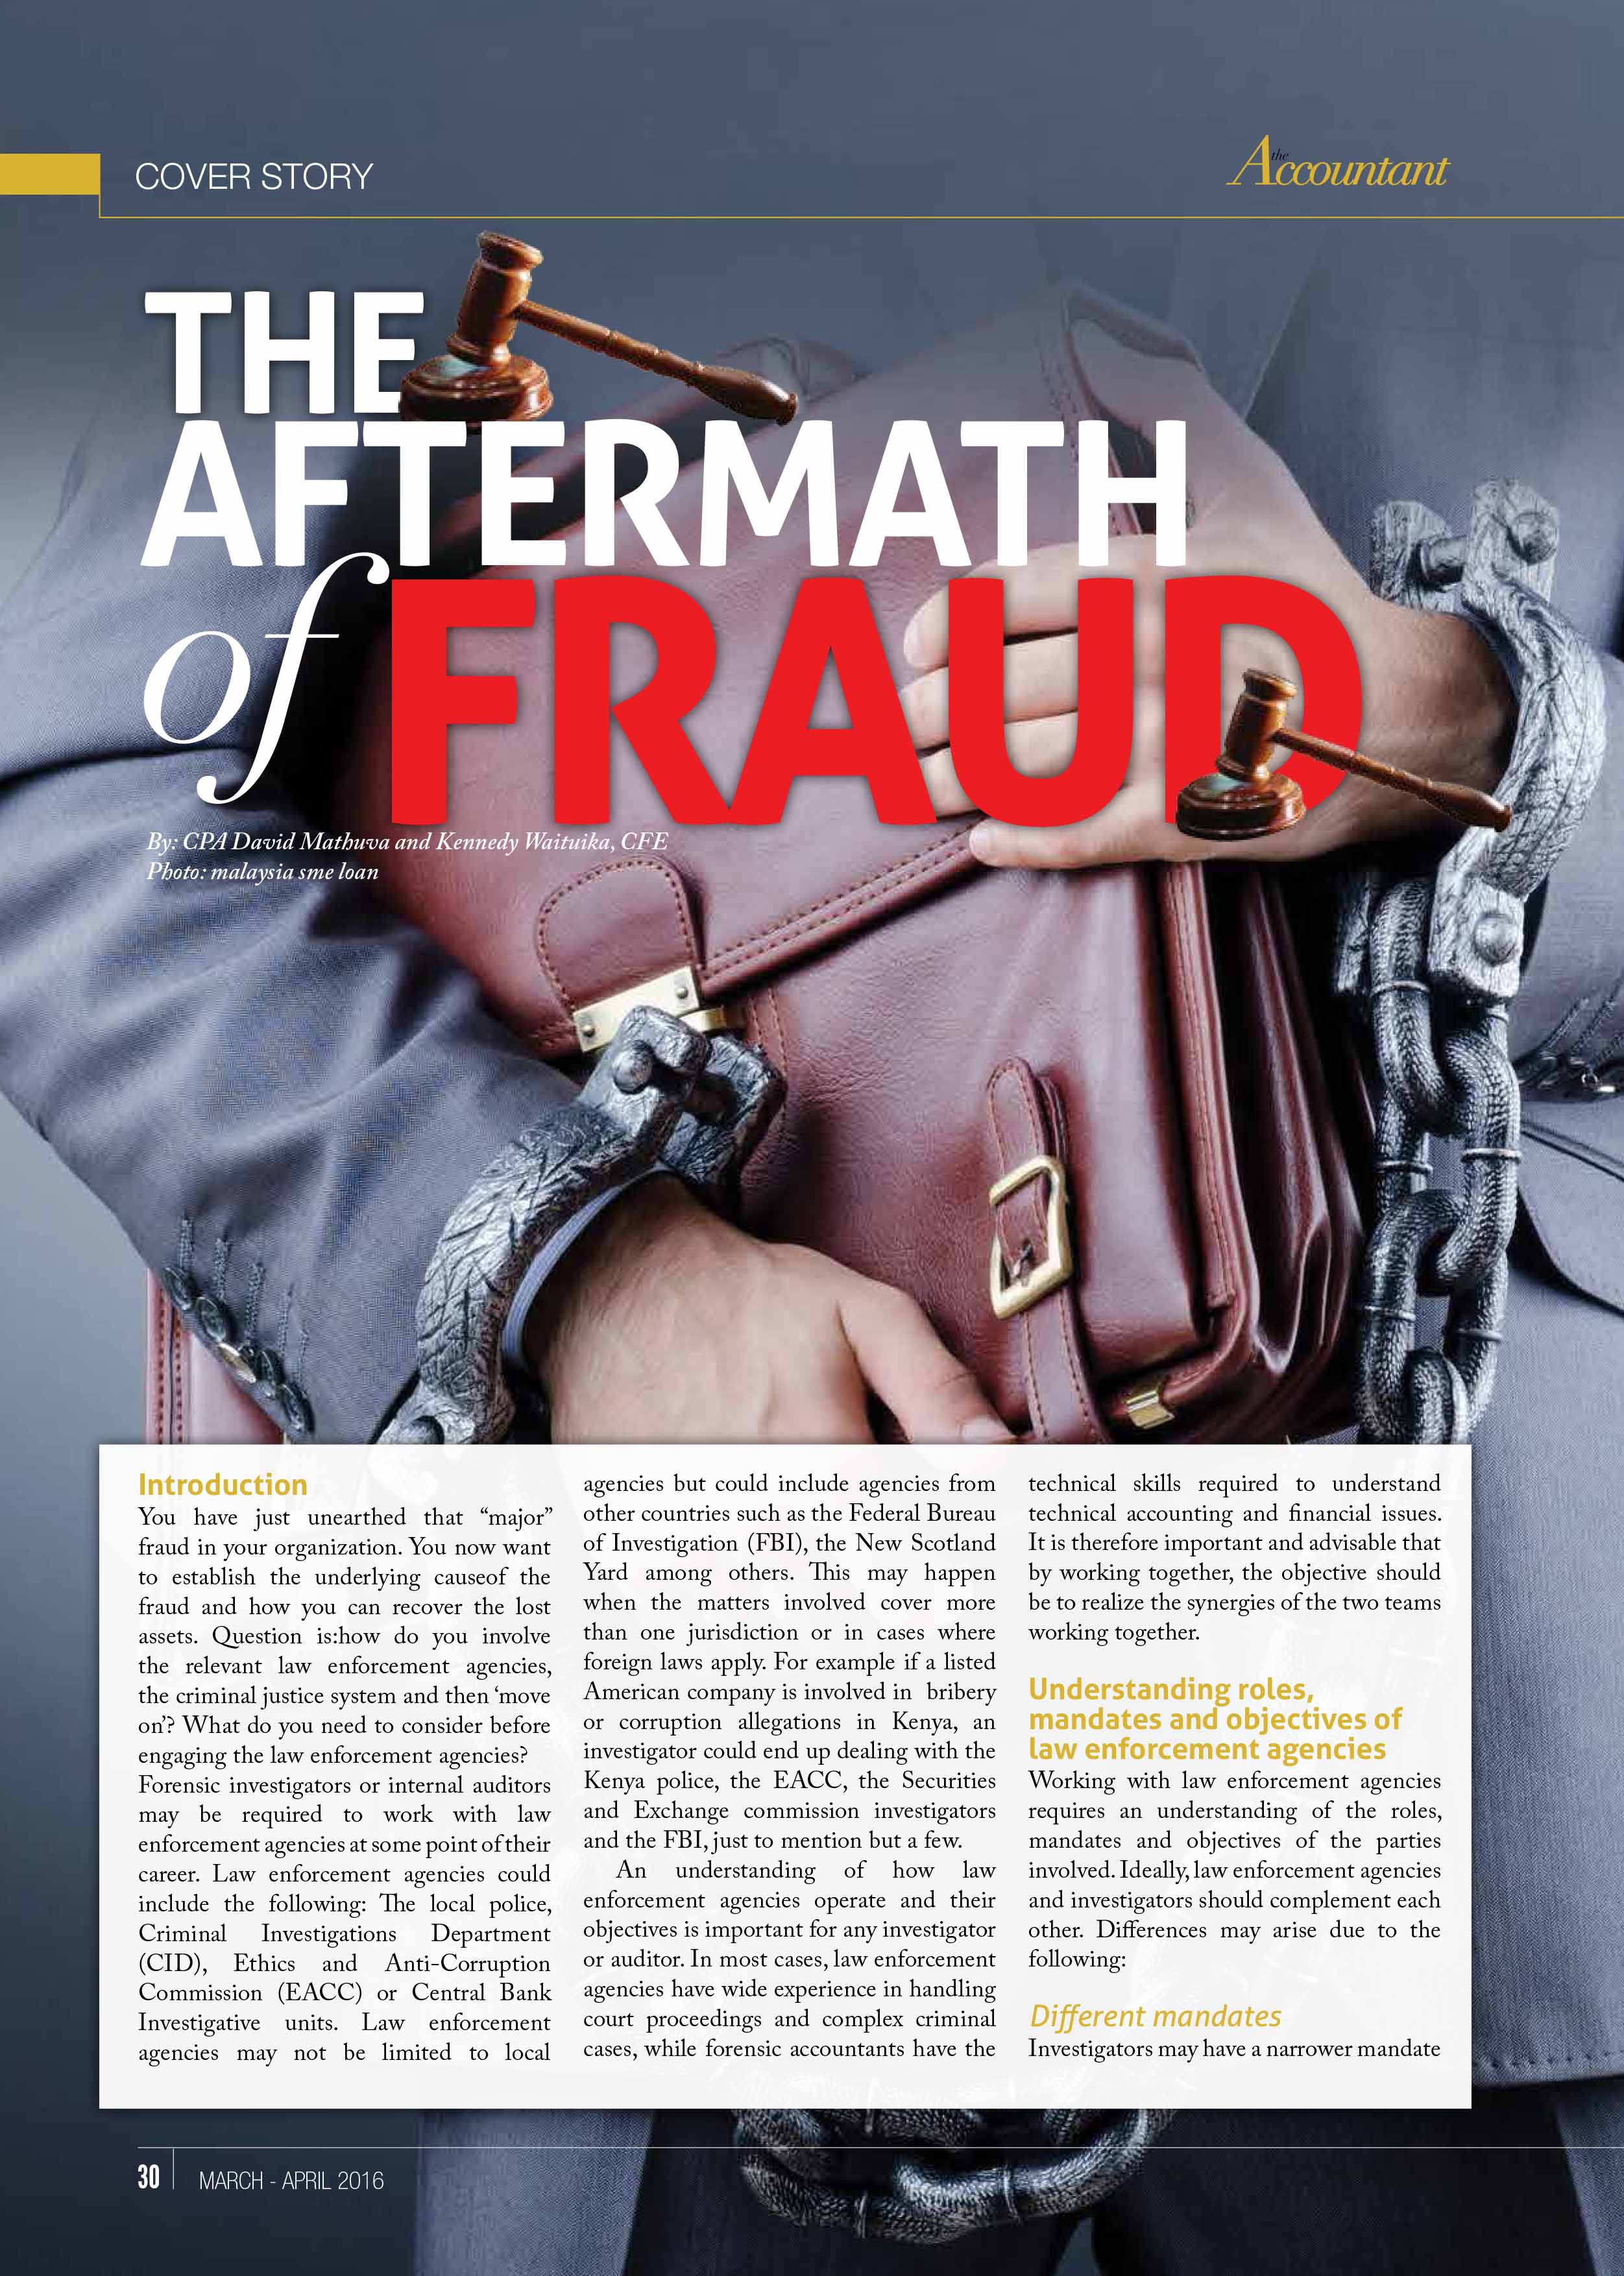 COVER STORY
the Accountant
THE
AFTERMATH
of FRAUD
By: CPA David Mathuva and Kennedy Waituika, CFE
Photo: malaysia sme loan
Introduction
You have just unearthed that “major”
fraud in your organization. You now want
to establish the underlying causeof the
fraud and how you can recover the lost
assets. Question is:how do you involve
the relevant law enforcement agencies,
the criminal justice system and then ‘move
on’? What do you need to consider before
engaging the law enforcement agencies?
Forensic investigators or internal auditors
may be required to work with law
enforcement agencies at some point of their
career. Law enforcement agencies could
include the following: The local police,
Criminal Investigations Department
(CID), Ethics and Anti-Corruption
Commission (EACC) or Central Bank
Investigative units. Law enforcement
agencies may not be limited to local
agencies but could include agencies from
other countries such as the Federal Bureau
of Investigation (FBI), the New Scotland
Yard among others. This may happen
when the matters involved cover more
than one jurisdiction or in cases where
foreign laws apply. For example if a listed
American company is involved in bribery
or corruption allegations in Kenya, an
investigator could end up dealing with the
Kenya police, the EACC, the Securities
and Exchange commission investigators
and the FBI, just to mention but a few.
An understanding of how law
enforcement agencies operate and their
objectives is important for any investigator
or auditor. In most cases, law enforcement
agencies have wide experience in handling
court proceedings and complex criminal
cases, while forensic accountants have the
technical skills required to understand
technical accounting and financial issues.
It is therefore important and advisable that
by working together, the objective should
be to realize the synergies of the two teams
working together.
Understanding roles,
mandates and objectives of
law enforcement agencies
Working with law enforcement agencies
requires an understanding of the roles,
mandates and objectives of the parties
involved. Ideally, law enforcement agencies
and investigators should complement each
other. Differences may arise due to the
following:
Different mandates
Investigators may have a narrower mandate
30 MARCH - APRIL 2016